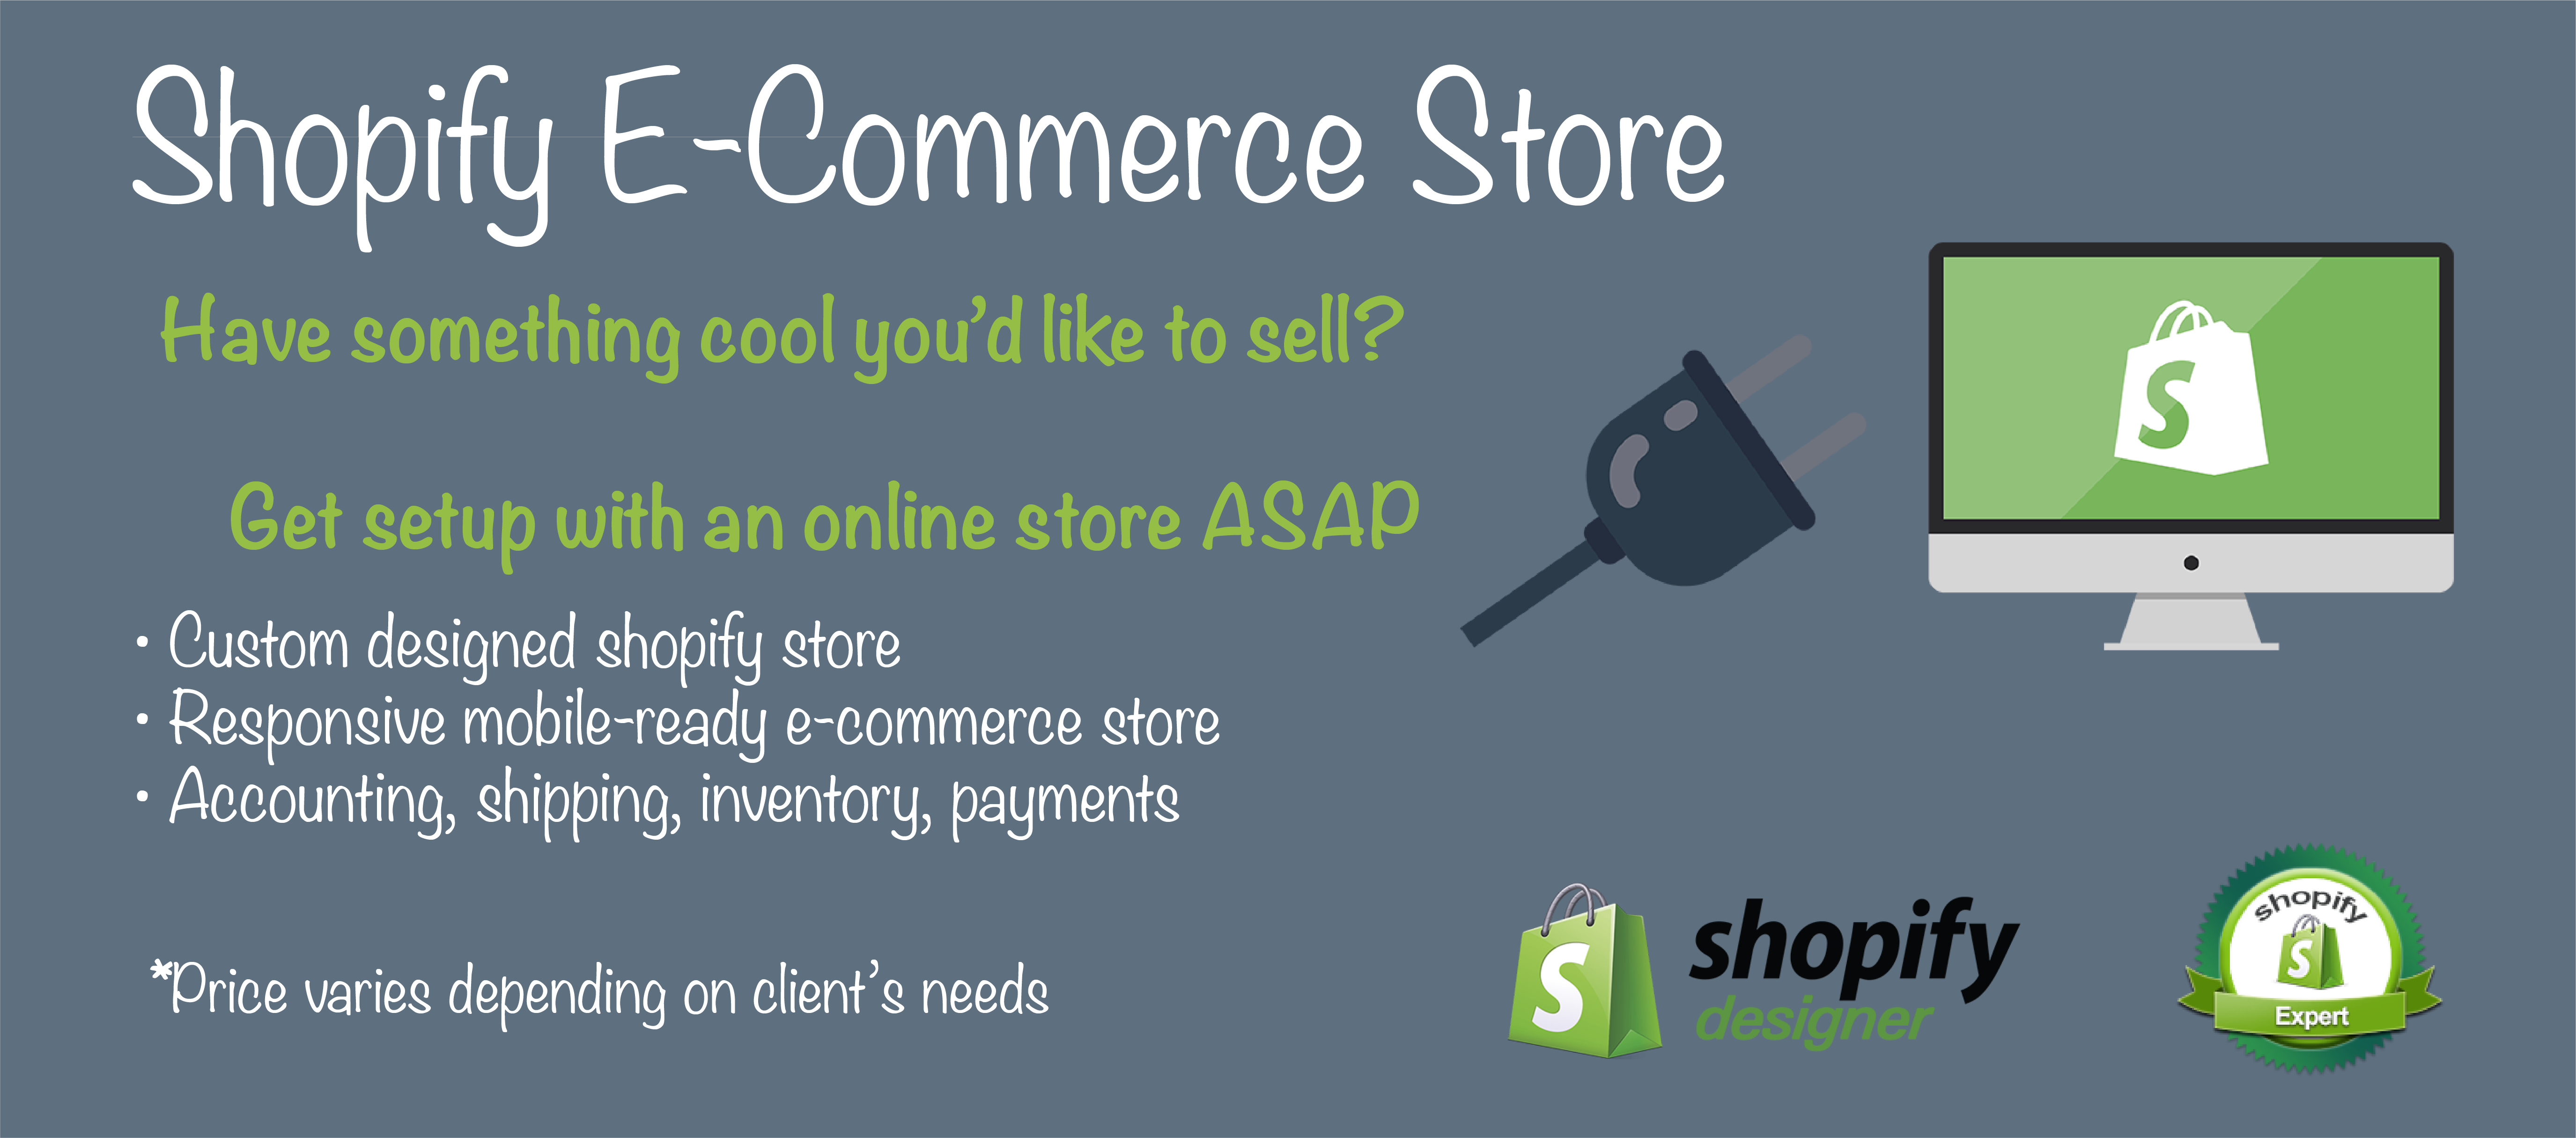 Shopify E-Commerce Store
Have something cool you’d like to sell?
Get setup with an online store ASAP
• Custom designed shopify store
• Responsive mobile-ready e-commerce store
• Accounting, shipping, inventory, payments
*Price varies depending on client’s needs
S
S
shopify
designer
shopify
S
Expert